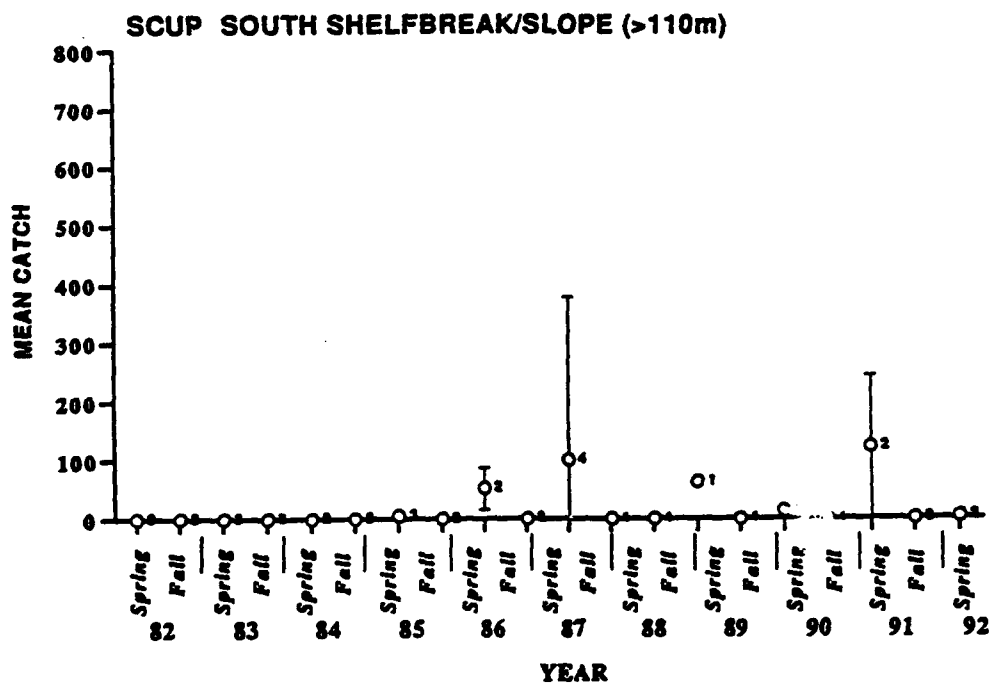 SCUP SOUTH SHELFBREAK/SLOPE (>110m)
800
700
600
500
400
300
200
100
0
MEAN CATCH
2
4
1
2
Spring Fall Spring Fall Spring Fall Spring Fall Spring Fall Spring Fall Spring Fall Spring Fall Spring Fall Spring Fall Spring
82 83 84 85 86 87 88 89 90 91 92
YEAR